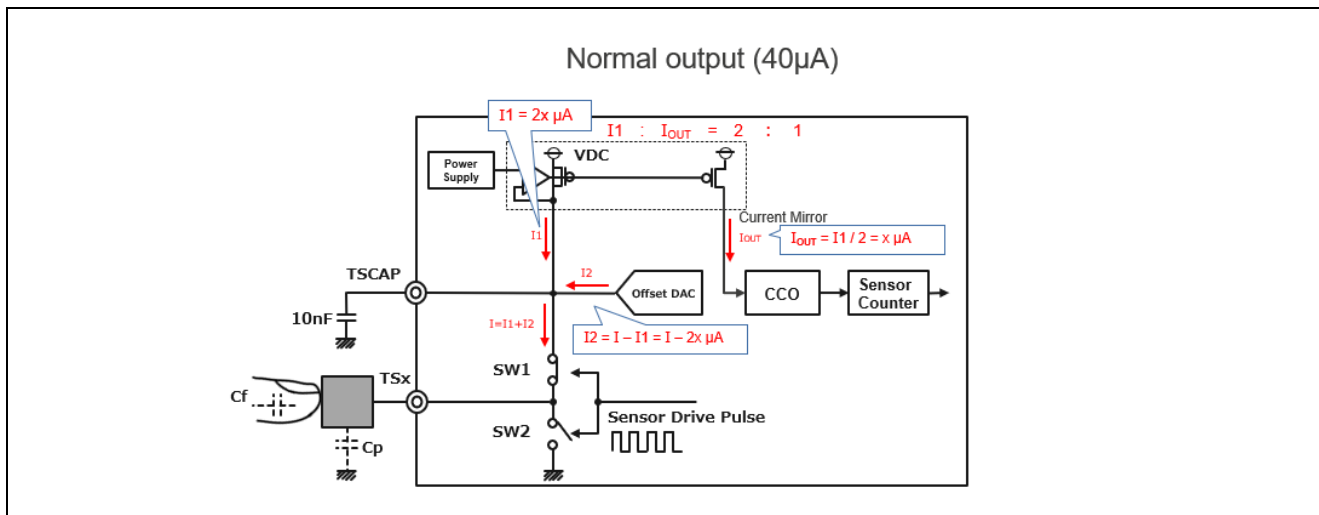 Normal output (40µA)
I1 = 2x µA
I1 : IOUT = 2 : 1
VDC
Power
Supply
Current Mirror
I1
IOUT
IOUT = I1 / 2 = x µA
TSCAP
I2
Offset DAC
CCO
Sensor
Counter
10nF
I=I1+I2
I2 = I – I1 = I – 2x µA
SW1
TSx
Cf
Sensor Drive Pulse
SW2
Cp